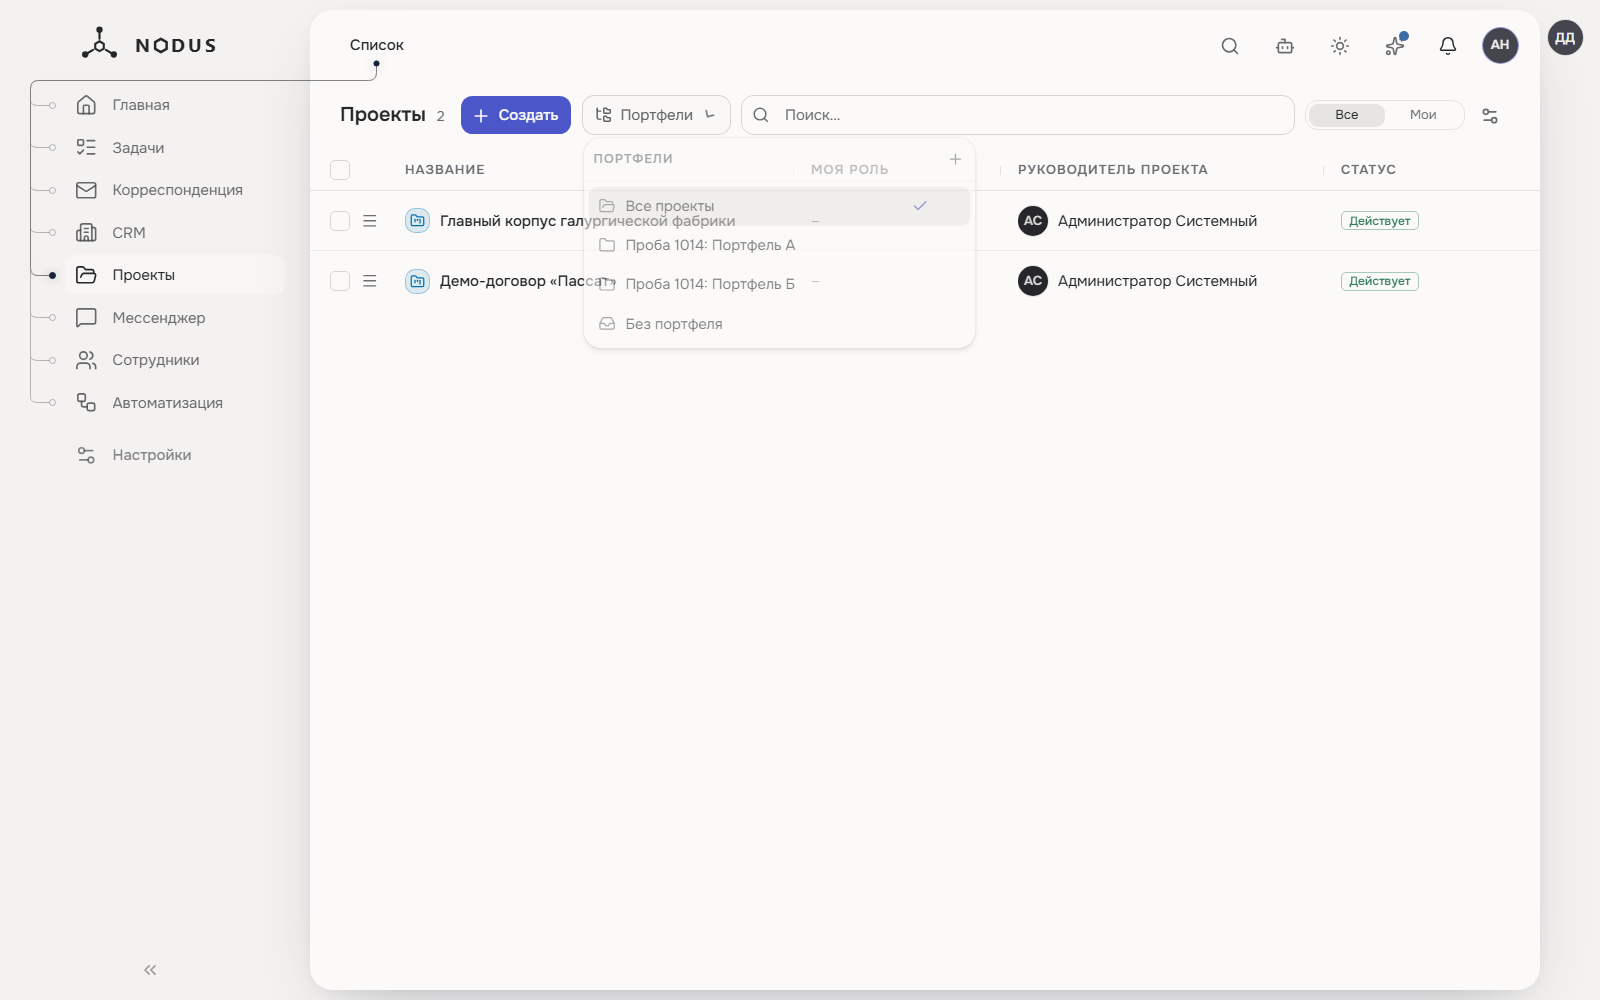 NODUS
Список
АН
ДД
Главная
Задачи
Корреспонденция
CRM
Проекты
Мессенджер
Сотрудники
Автоматизация
Настройки
Проекты 2
Создать
Портфели
Поиск...
Все
Мои
НАЗВАНИЕ
МОЯ РОЛЬ
РУКОВОДИТЕЛЬ ПРОЕКТА
СТАТУС
Главный корпус галургической фабрики
–
АС
Администратор Системный
Действует
Демо-договор «Пассат»
–
АС
Администратор Системный
Действует
ПОРТФЕЛИ
Все проекты
Проба 1014: Портфель А
Проба 1014: Портфель Б
Без портфеля